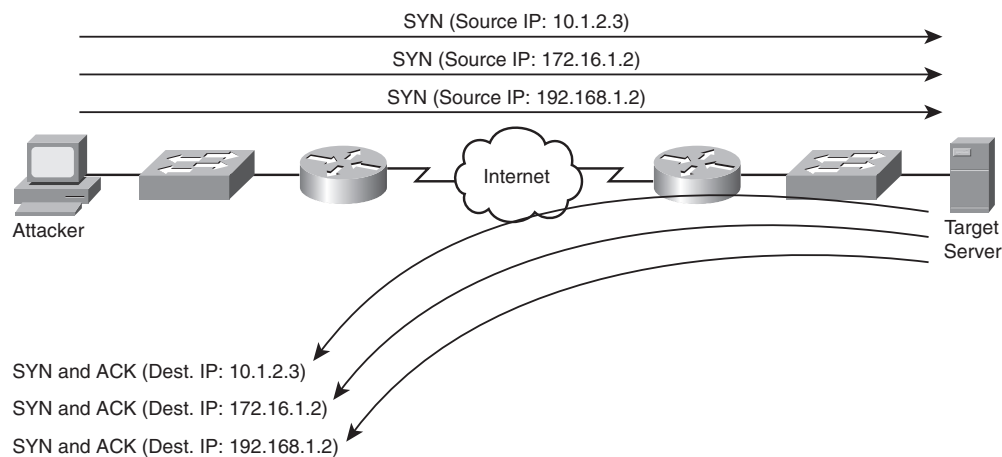 SYN (Source IP: 10.1.2.3)
SYN (Source IP: 172.16.1.2)
SYN (Source IP: 192.168.1.2)
Internet
Attacker
Target
Server
SYN and ACK (Dest. IP: 10.1.2.3)
SYN and ACK (Dest. IP: 172.16.1.2)
SYN and ACK (Dest. IP: 192.168.1.2)